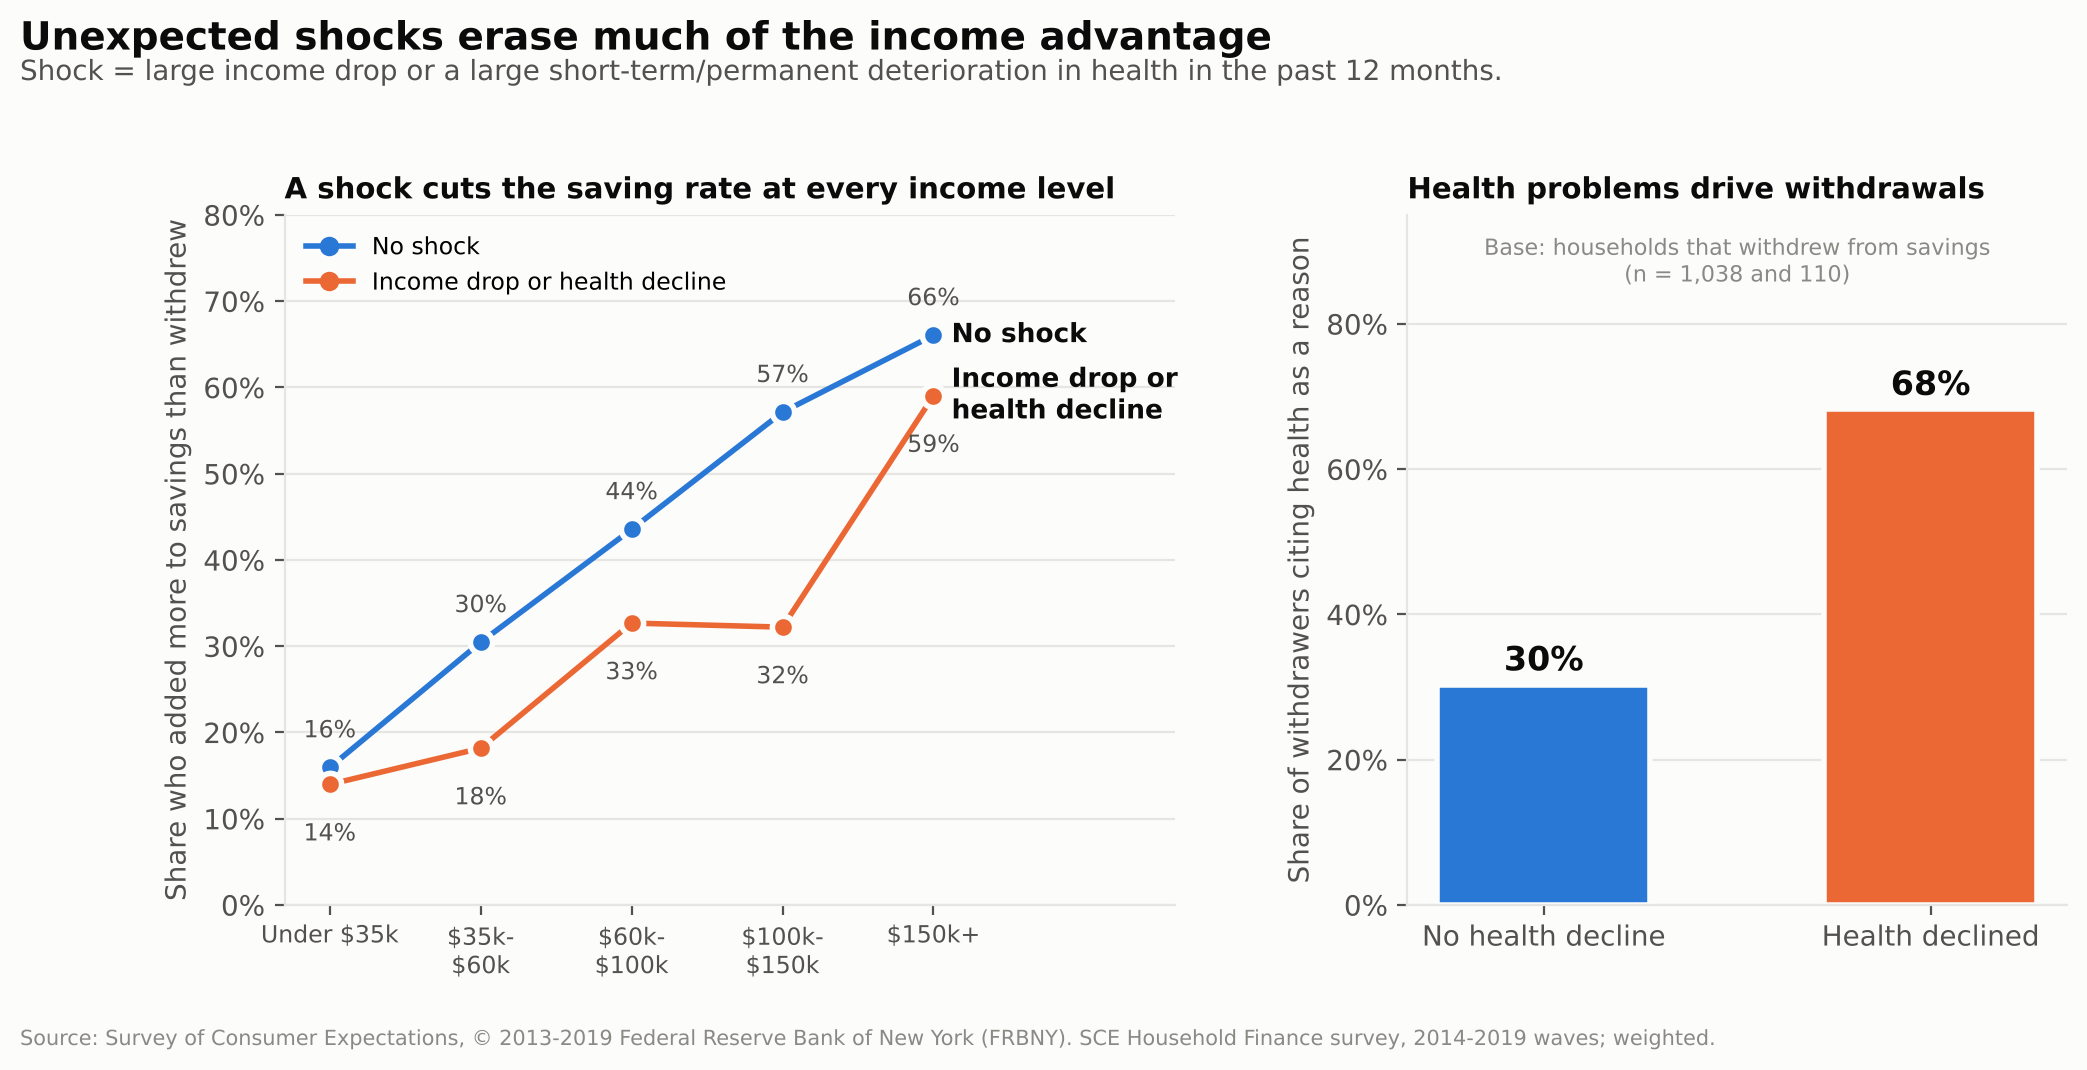 Unexpected shocks erase much of the income advantage
Shock = large income drop or a large short-term/permanent deterioration in health in the past 12 months.
A shock cuts the saving rate at every income level
Share who added more to savings than withdrew
80%
70%
60%
50%
40%
30%
20%
10%
0%
No shock
Income drop or health decline
66%
No shock
57%
Income drop or
health decline
59%
44%
30%
33%
32%
16%
18%
14%
Under $35k
$35k-
$60k
$60k-
$100k
$100k-
$150k
$150k+
Health problems drive withdrawals
Share of withdrawers citing health as a reason
Base: households that withdrew from savings
(n = 1,038 and 110)
80%
60%
40%
20%
0%
30%
68%
No health decline
Health declined
Source: Survey of Consumer Expectations, © 2013-2019 Federal Reserve Bank of New York (FRBNY). SCE Household Finance survey, 2014-2019 waves; weighted.